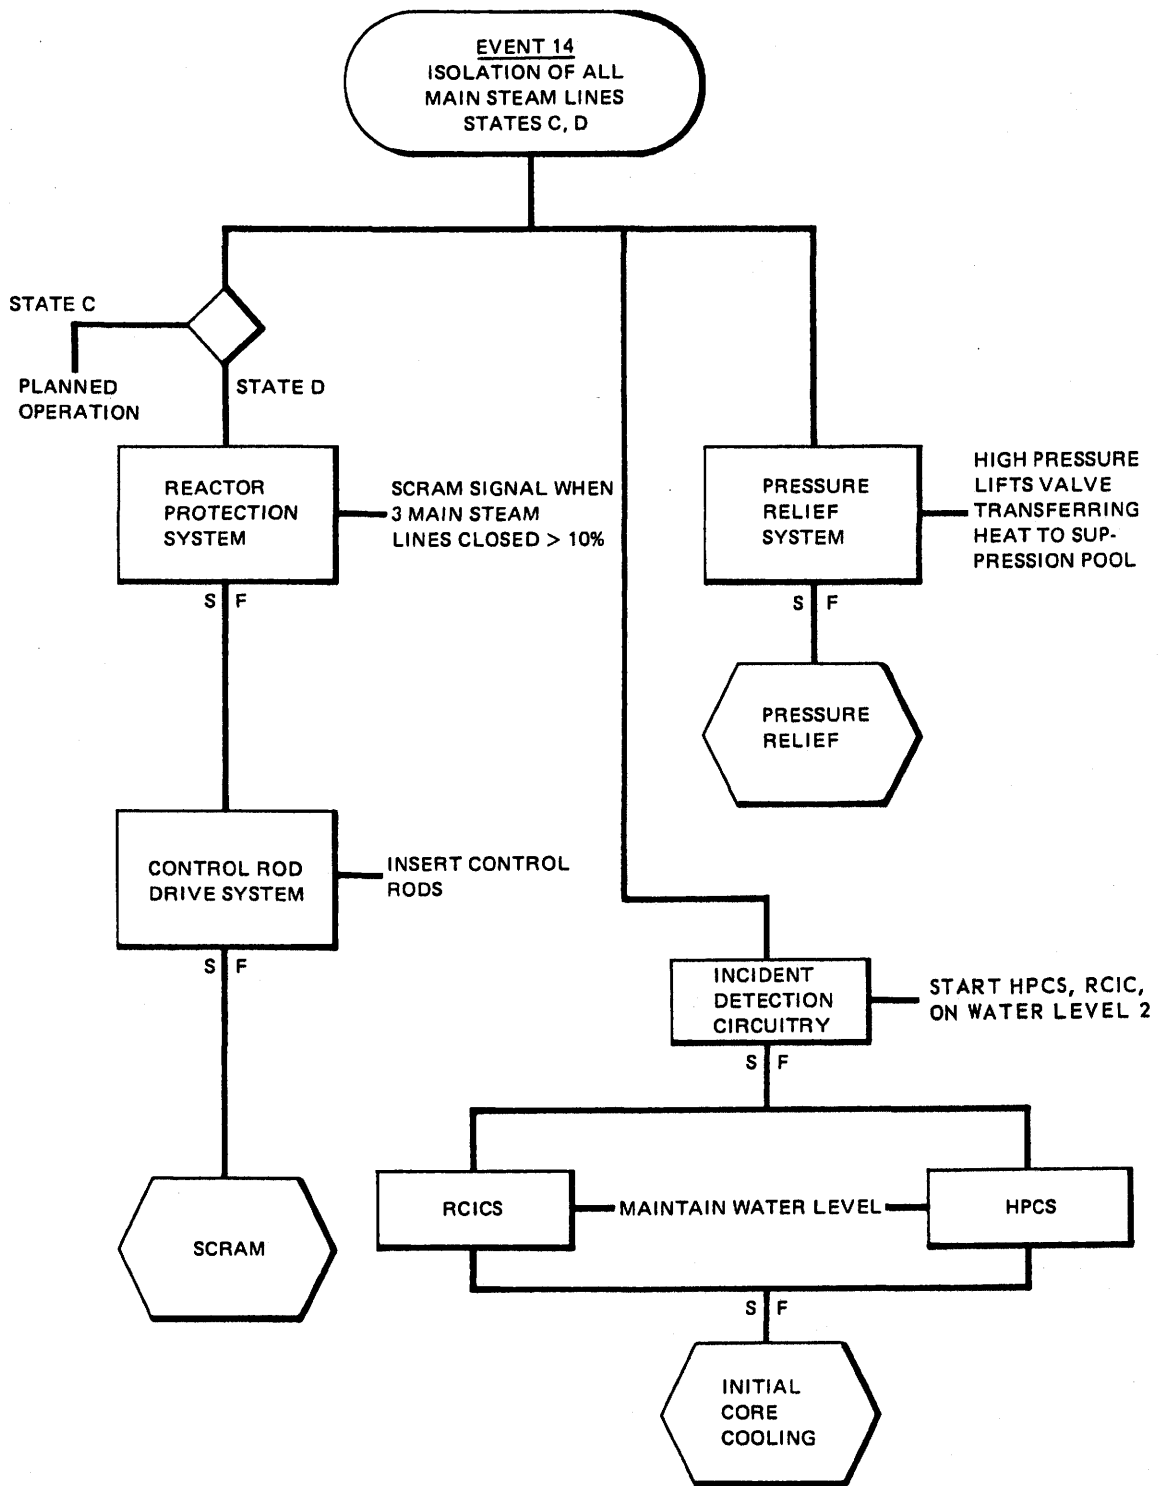 EVENT 14
ISOLATION OF ALL
MAIN STEAM LINES
STATES C, D
STATE C
PLANNED
OPERATION
STATE D
REACTOR
PROTECTION
SYSTEM
SCRAM SIGNAL WHEN
3 MAIN STEAM
LINES CLOSED > 10%
PRESSURE
RELIEF
SYSTEM
HIGH PRESSURE
LIFTS VALVE
TRANSFERRING
HEAT TO SUP-
PRESSION POOL
S F
S F
PRESSURE
RELIEF
CONTROL ROD
DRIVE SYSTEM
INSERT CONTROL
RODS
S F
INCIDENT
DETECTION
CIRCUITRY
START HPCS, RCIC,
ON WATER LEVEL 2
S F
RCICS
MAINTAIN WATER LEVEL
HPCS
SCRAM
S F
INITIAL
CORE
COOLING